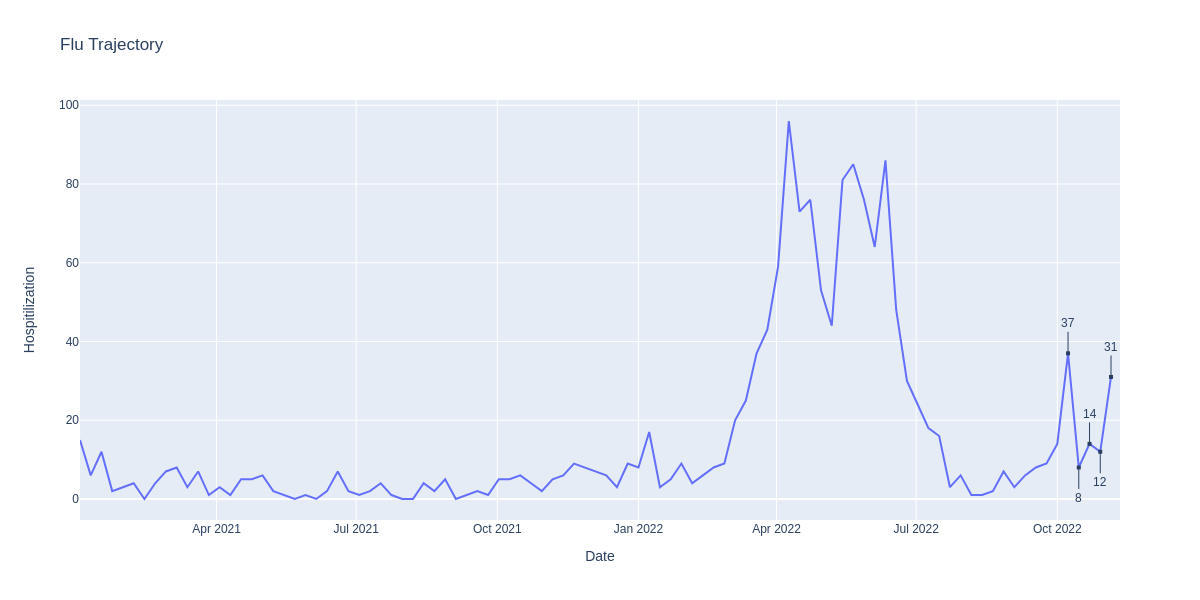 Flu Trajectory
100
80
60
40
20
0
Hospitilization
37
31
14
12
8
Apr 2021
Jul 2021
Oct 2021
Jan 2022
Apr 2022
Jul 2022
Oct 2022
Date